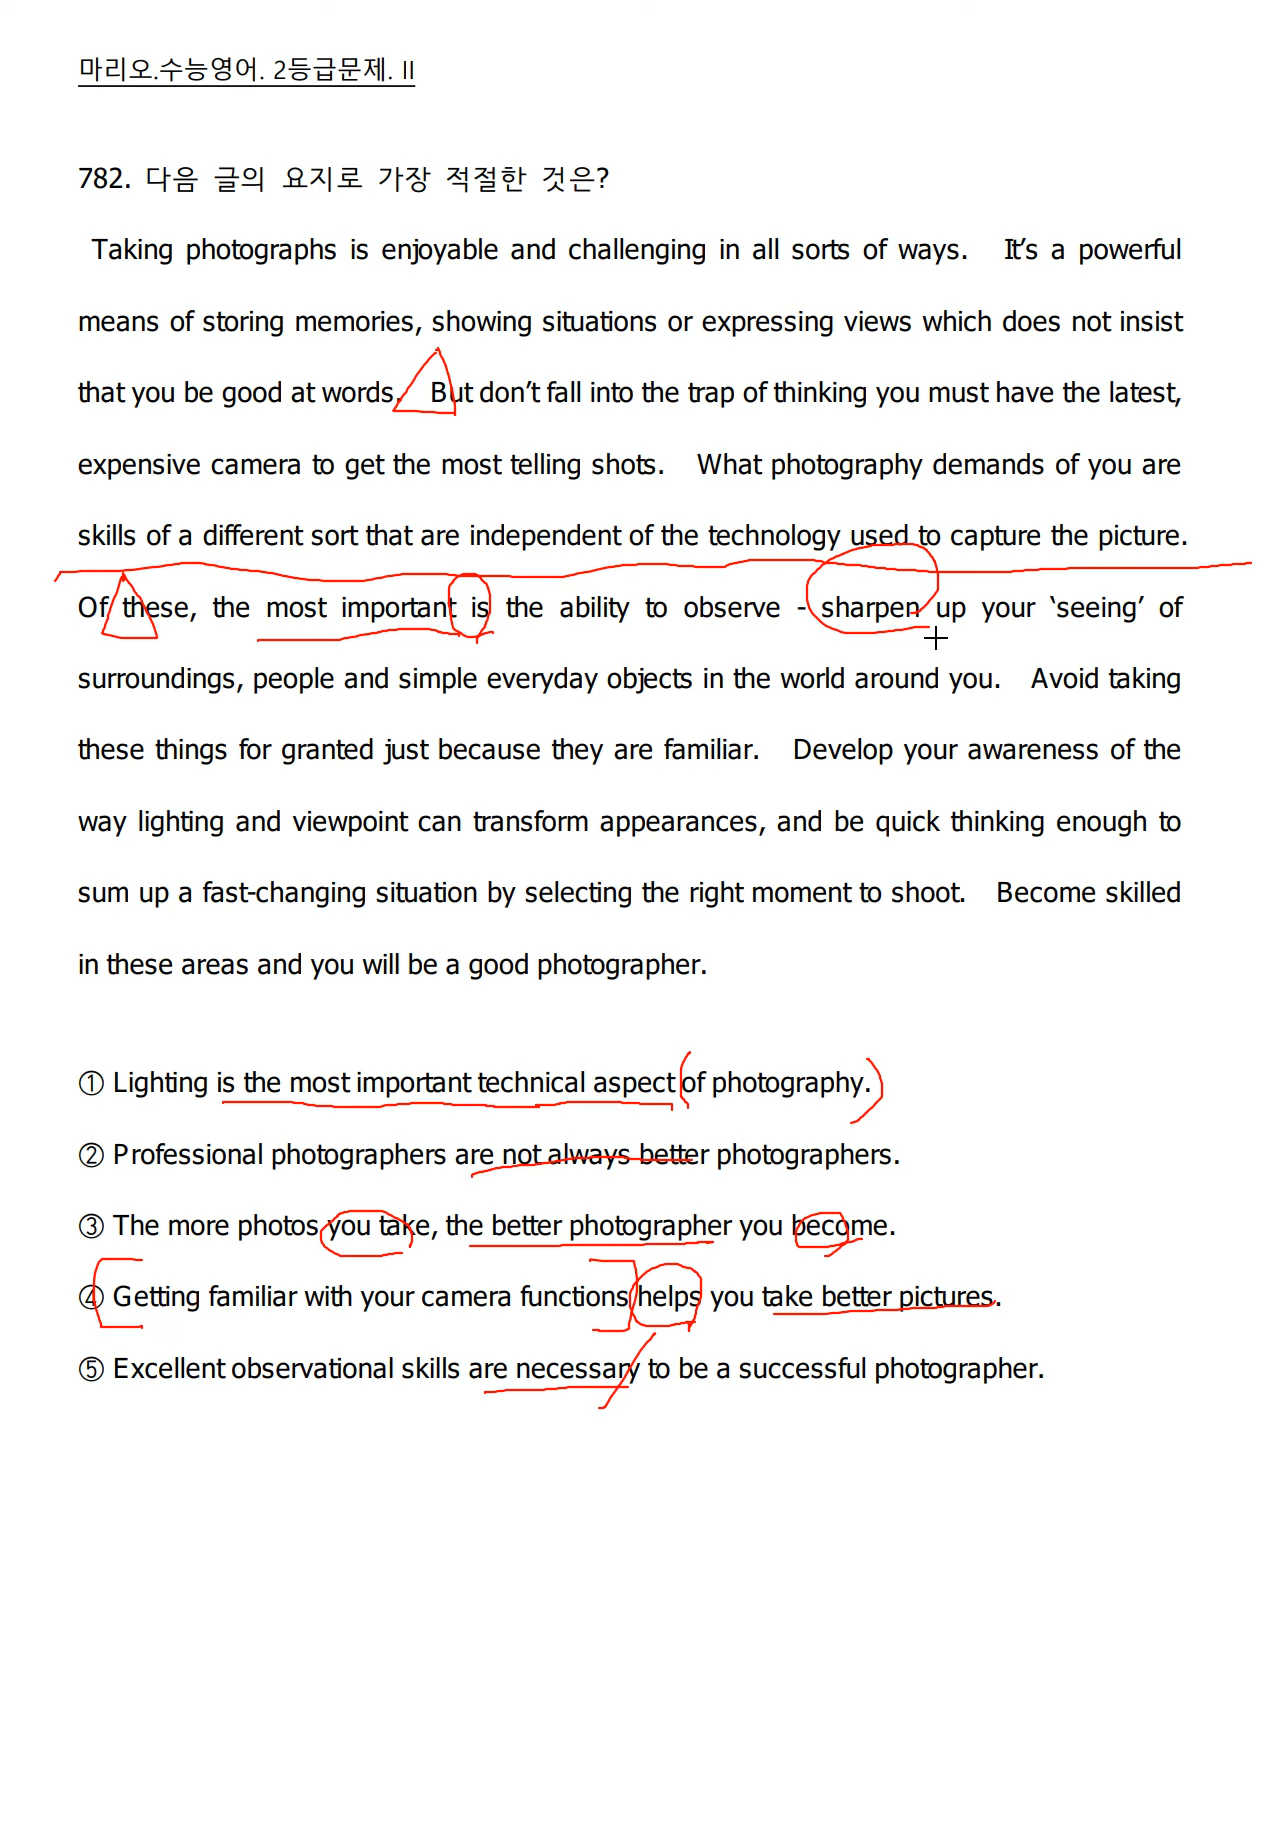 마리오.수능영어. 2등급문제. II
782. 다음 글의 요지로 가장 적절한 것은?
Taking photographs is enjoyable and challenging in all sorts of ways. It’s a powerful
means of storing memories, showing situations or expressing views which does not insist
that you be good at words. But don’t fall into the trap of thinking you must have the latest,
expensive camera to get the most telling shots. What photography demands of you are
skills of a different sort that are independent of the technology used to capture the picture.
Of these, the most important is the ability to observe - sharpen up your ‘seeing’ of
surroundings, people and simple everyday objects in the world around you. Avoid taking
these things for granted just because they are familiar. Develop your awareness of the
way lighting and viewpoint can transform appearances, and be quick thinking enough to
sum up a fast-changing situation by selecting the right moment to shoot. Become skilled
in these areas and you will be a good photographer.
① Lighting is the most important technical aspect of photography.
② Professional photographers are not always better photographers.
③ The more photos you take, the better photographer you become.
④ Getting familiar with your camera functions helps you take better pictures.
⑤ Excellent observational skills are necessary to be a successful photographer.